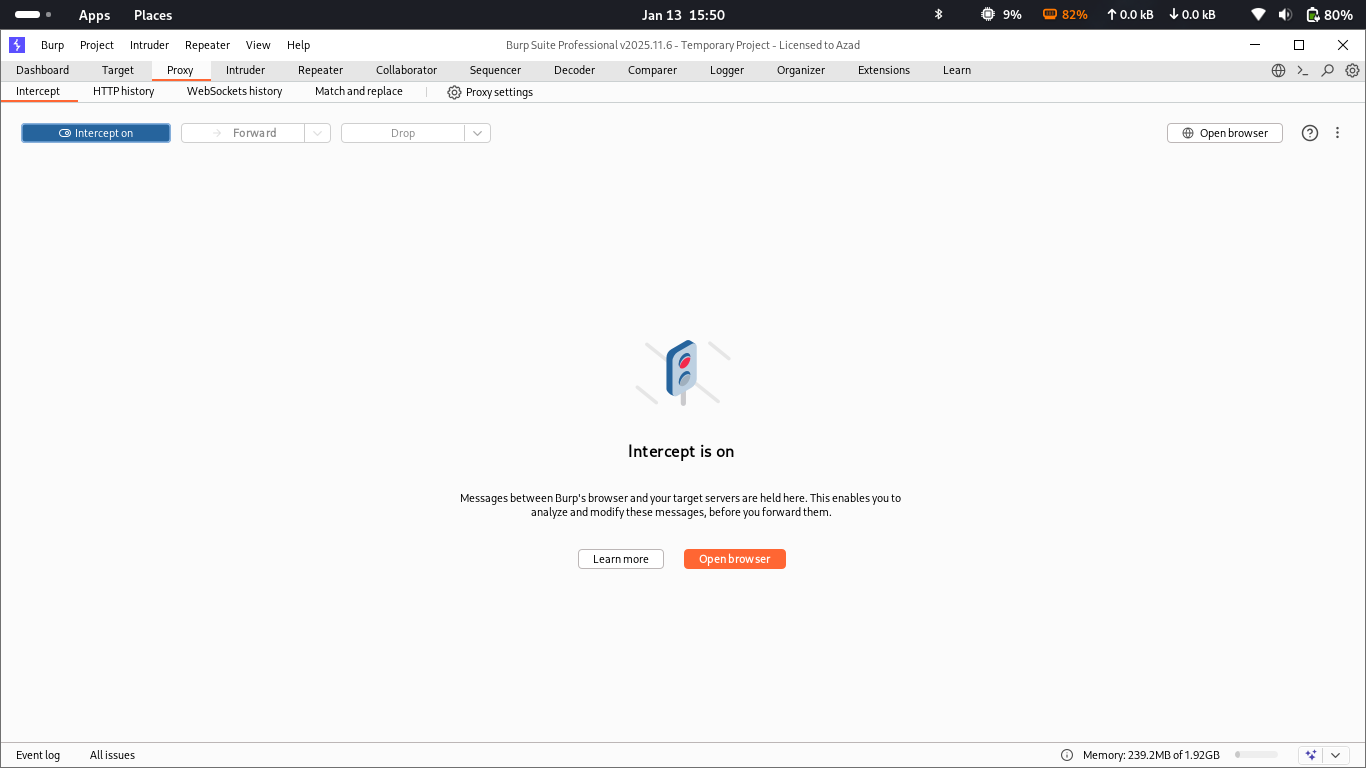 Apps Places Jan 13 15:50 9% 82% 0.0 kB 0.0 kB 80%
Burp Project Intruder Repeater View Help Burp Suite Professional v2025.11.6 - Temporary Project - Licensed to Azad
Dashboard Target Proxy Intruder Repeater Collaborator Sequencer Decoder Comparer Logger Organizer Extensions Learn
Intercept HTTP history WebSockets history Match and replace Proxy settings
Intercept on Forward Drop Open browser
Intercept is on
Messages between Burp's browser and your target servers are held here. This enables you to
analyze and modify these messages, before you forward them.
Learn more Open browser
Event log All issues Memory: 239.2MB of 1.92GB